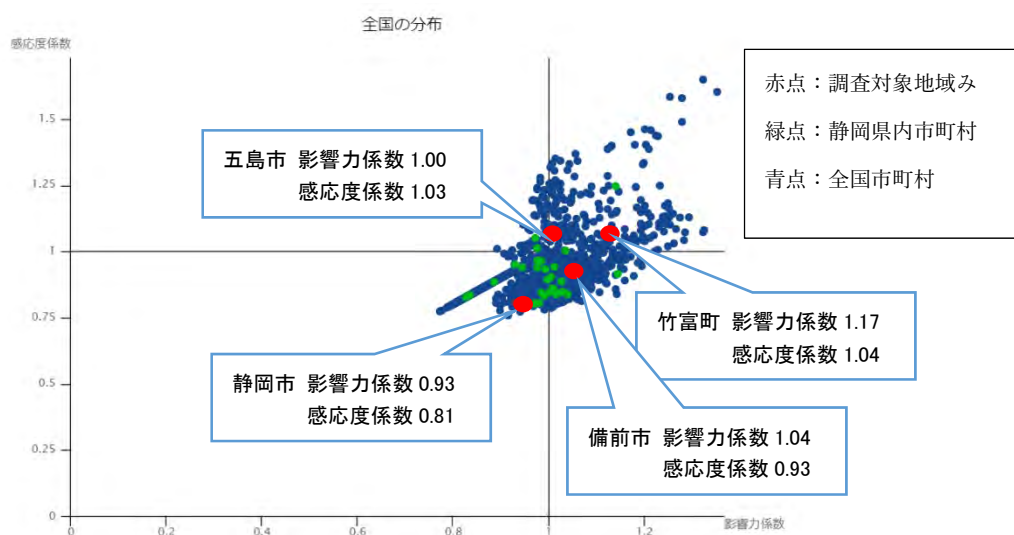 全国の分布
感応度係数
赤点：調査対象地域み
緑点：静岡県内市町村
青点：全国市町村
1.5
五島市 影響力係数 1.00
感応度係数 1.03
1.25
1
0.75
竹富町 影響力係数 1.17
感応度係数 1.04
静岡市 影響力係数 0.93
感応度係数 0.81
0.5
備前市 影響力係数 1.04
感応度係数 0.93
0.25
0
0
0.2
0.4
0.6
0.8
1
1.2
影響力係数